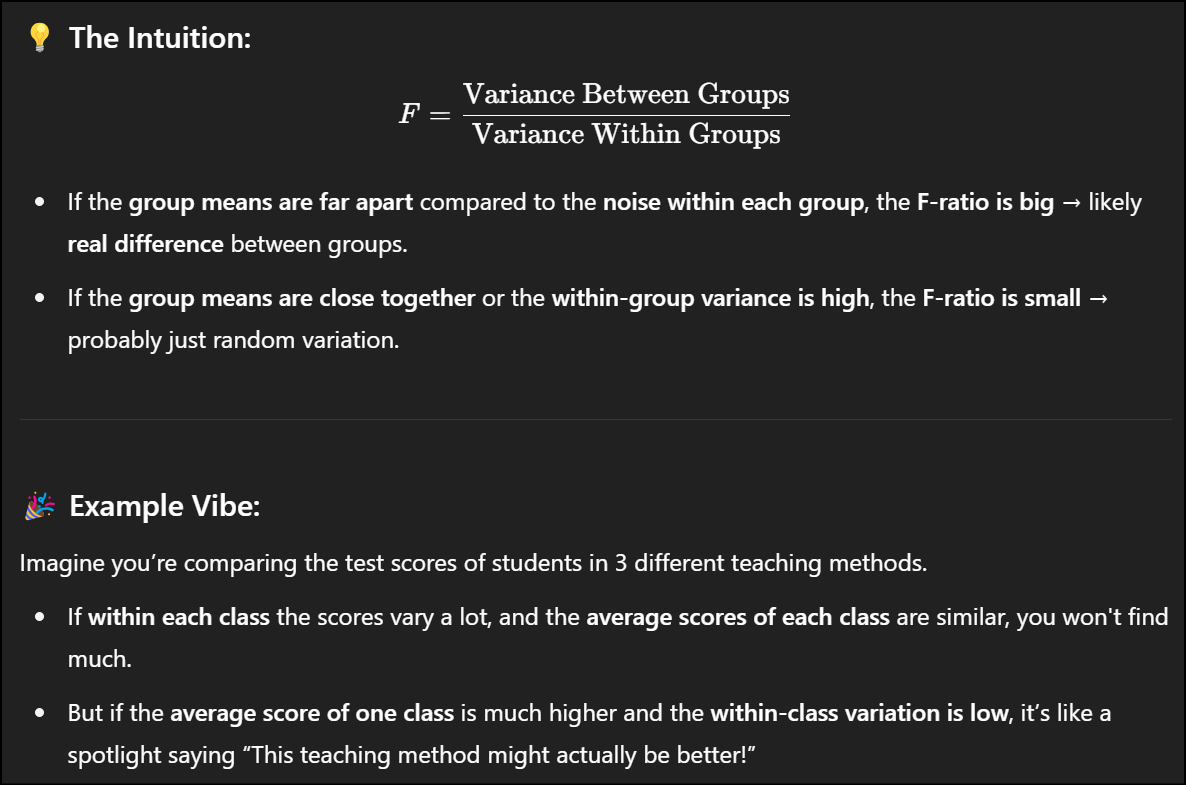 💡 The Intuition:
F = Variance Between Groups
Variance Within Groups
• If the group means are far apart compared to the noise within each group, the F-ratio is big → likely
real difference between groups.
• If the group means are close together or the within-group variance is high, the F-ratio is small →
probably just random variation.
🎉 Example Vibe:
Imagine you’re comparing the test scores of students in 3 different teaching methods.
• If within each class the scores vary a lot, and the average scores of each class are similar, you won't find
much.
• But if the average score of one class is much higher and the within-class variation is low, it’s like a
spotlight saying “This teaching method might actually be better!”